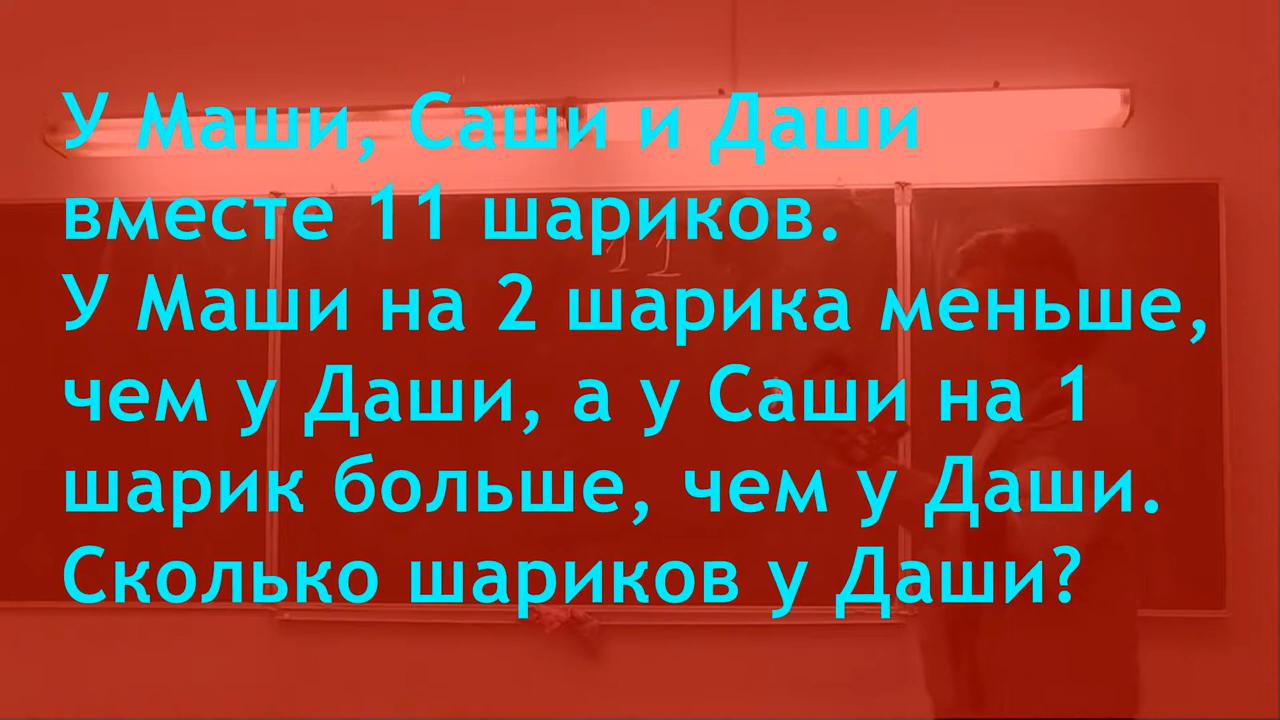 У Маши, Саши и Даши
вместе 11 шариков.
У Маши на 2 шарика меньше,
чем у Даши, а у Саши на 1
шарик больше, чем у Даши.
Сколько шариков у Даши?
11